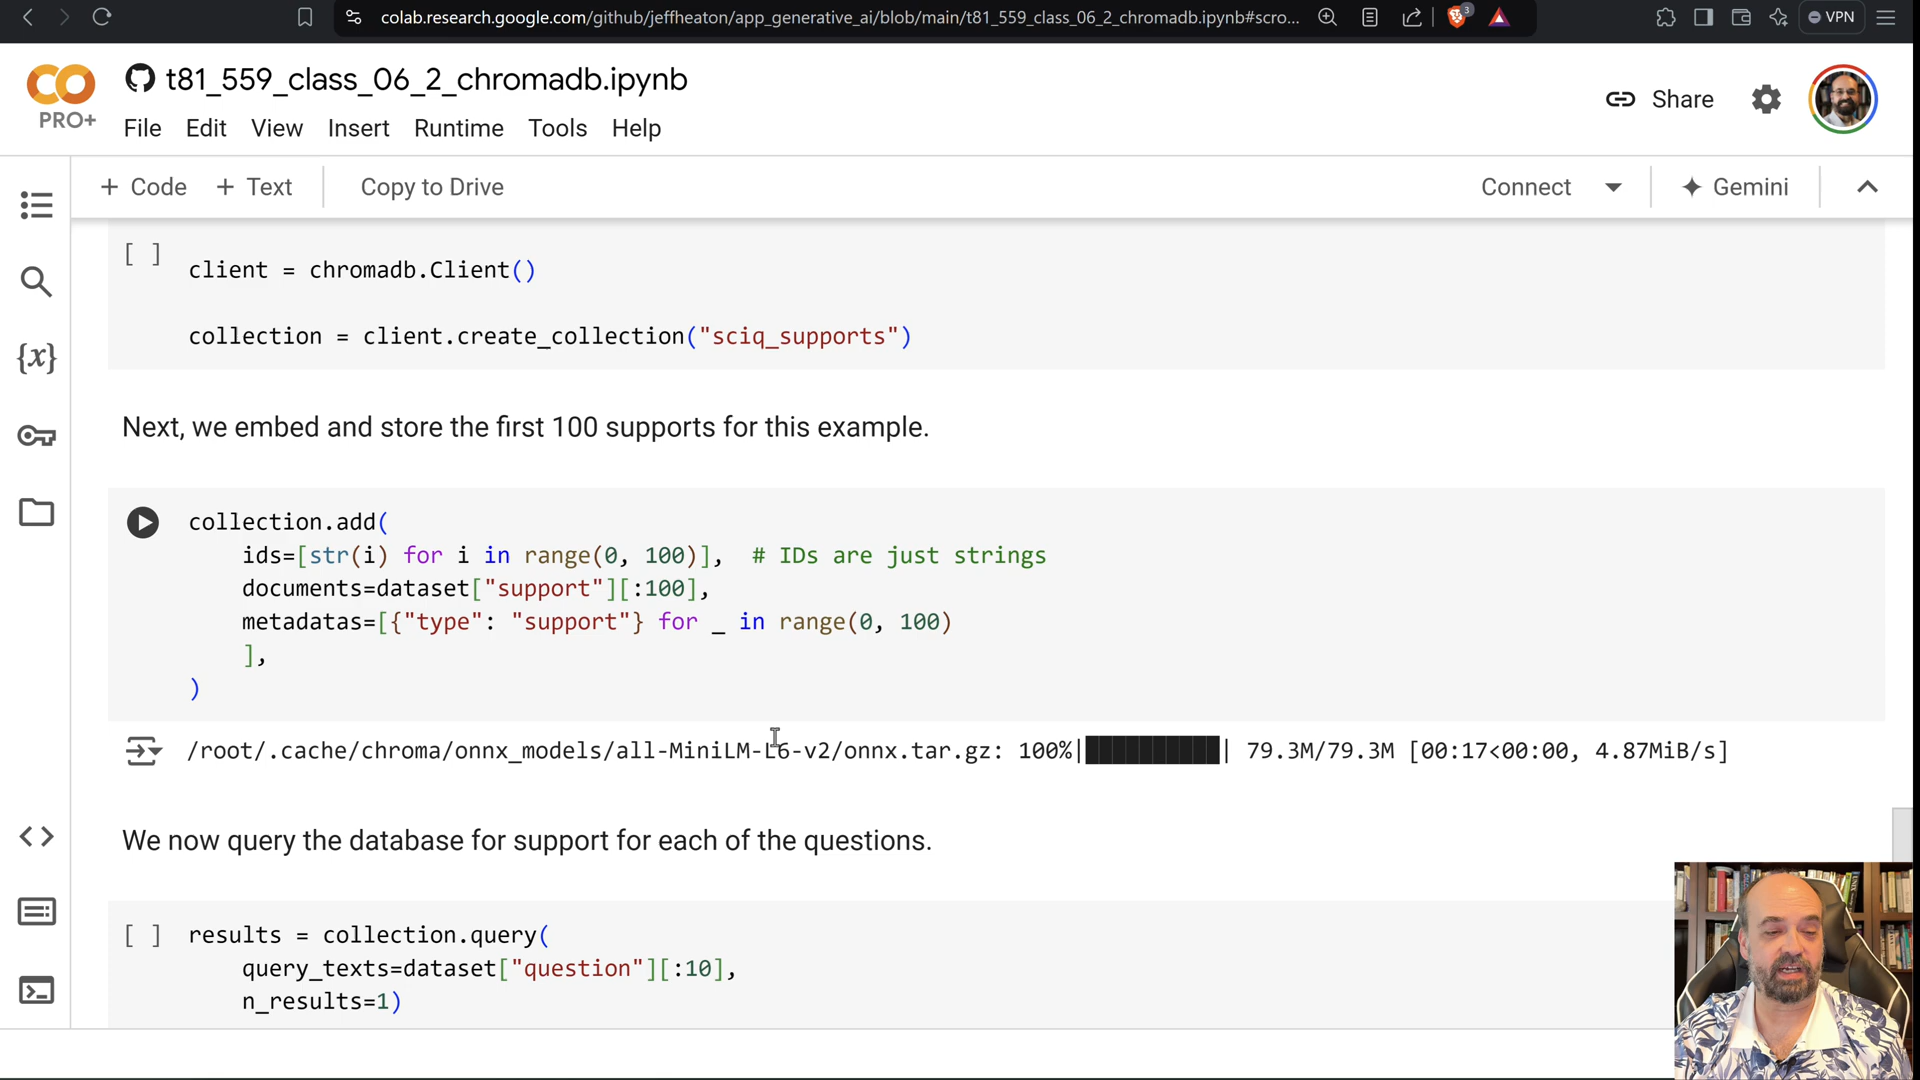 colab.research.google.com/github/jeffheaton/app_generative_ai/blob/main/t81_559_class_06_2_chromadb.ipynb#scro...
3
VPN
PRO+
t81_559_class_06_2_chromadb.ipynb
File Edit View Insert Runtime Tools Help
Share
+ Code + Text Copy to Drive
Connect
Gemini
{x}
[ ]
client = chromadb.Client()
collection = client.create_collection("sciq_supports")
Next, we embed and store the first 100 supports for this example.
collection.add(
ids=[str(i) for i in range(0, 100)], # IDs are just strings
documents=dataset["support"][:100],
metadatas=[{"type": "support"} for _ in range(0, 100)
],
)
/root/.cache/chroma/onnx_models/all-MiniLM-L6-v2/onnx.tar.gz: 100%|██████████| 79.3M/79.3M [00:17<00:00, 4.87MiB/s]
We now query the database for support for each of the questions.
[ ] results = collection.query(
query_texts=dataset["question"][:10],
n_results=1)